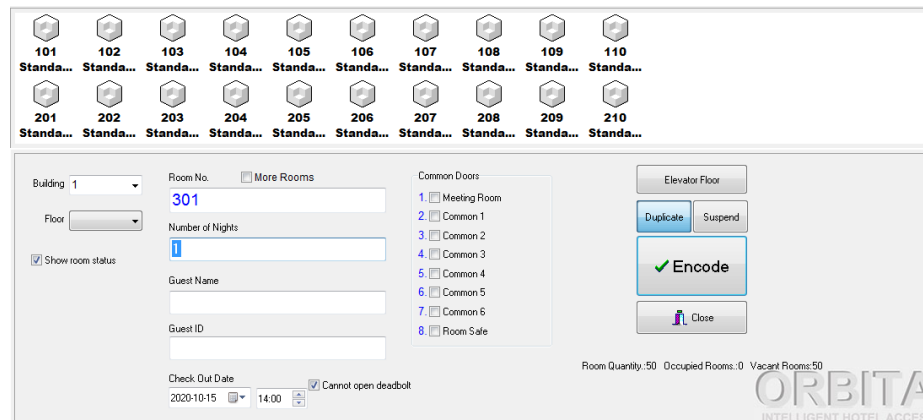 101 102 103 104 105 106 107 108 109 110
Standa... Standa... Standa... Standa... Standa... Standa... Standa... Standa... Standa... Standa...
201 202 203 204 205 206 207 208 209 210
Standa... Standa... Standa... Standa... Standa... Standa... Standa... Standa... Standa... Standa...
Building 1
Floor
Show room status
Room No. More Rooms
301
Number of Nights
1
Guest Name
Guest ID
Check Out Date
2020-10-15 14:00
Cannot open deadbolt
Common Doors
1. Meeting Room
2. Common 1
3. Common 2
4. Common 3
5. Common 4
6. Common 5
7. Common 6
8. Room Safe
Elevator Floor
Duplicate Suspend
Encode
Close
Room Quantity.:50 Occupied Rooms.:0 Vacant Rooms:50
ORBITA
INTELLIGENT HOTEL ACCE